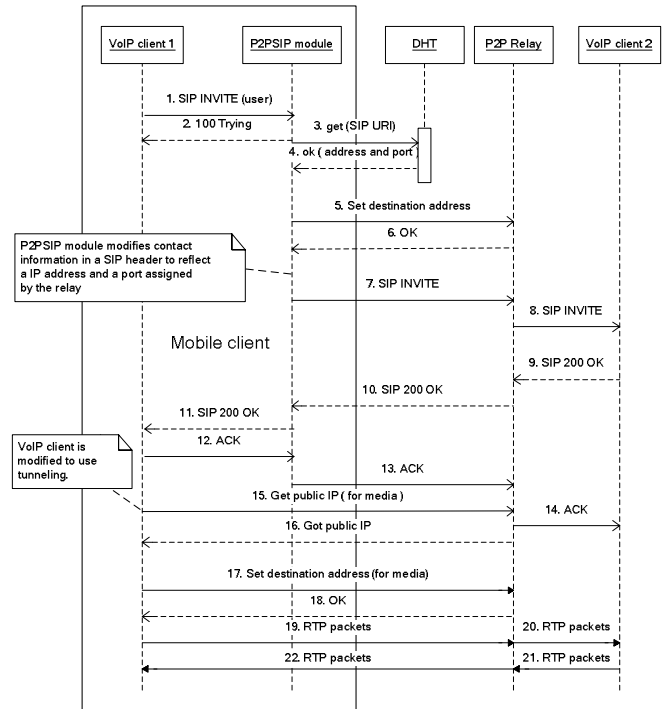 VoIP client 1
P2PSIP module
DHT
P2P Relay
VoIP client 2
1. SIP INVITE (user)
2. 100 Trying
3. get (SIP URI)
4. ok ( address and port )
5. Set destination address
6. OK
P2PSIP module modifies contact
information in a SIP header to reflect
a IP address and a port assigned
by the relay
7. SIP INVITE
8. SIP INVITE
Mobile client
9. SIP 200 OK
10. SIP 200 OK
11. SIP 200 OK
12. ACK
VoIP client is
modified to use
tunneling.
13. ACK
15. Get public IP ( for media )
14. ACK
16. Got public IP
17. Set destination address (for media)
18. OK
19. RTP packets
20. RTP packets
22. RTP packets
21. RTP packets